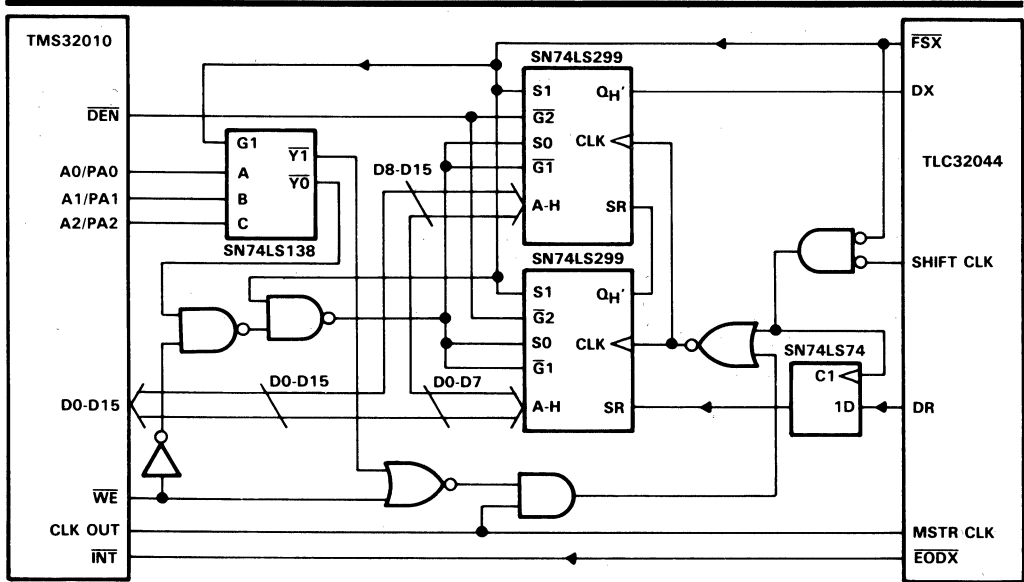 TMS32010
DEN
A0/PA0
A1/PA1
A2/PA2
D0-D15
WE
CLK OUT
INT
G1
A
B
C
Y1
Y0
SN74LS138
D0-D15
D8-D15
D0-D7
SN74LS299
S1
G2
S0
G1
A-H
QH'
CLK
SR
SN74LS299
S1
G2
S0
G1
A-H
QH'
CLK
SR
SN74LS74
C1
1D
FSX
DX
TLC32044
SHIFT CLK
DR
MSTR CLK
EODX